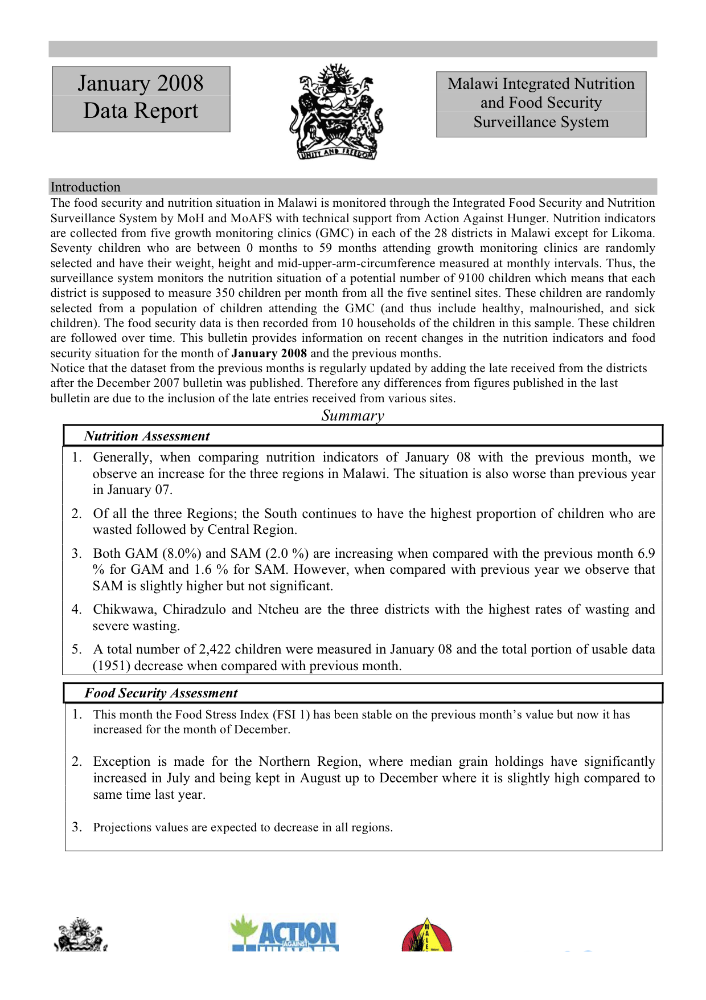 January 2008
Data Report
Malawi Integrated Nutrition
and Food Security
Surveillance System
UNITY AND FREEDOM
Introduction
The food security and nutrition situation in Malawi is monitored through the Integrated Food Security and Nutrition
Surveillance System by MoH and MoAFS with technical support from Action Against Hunger. Nutrition indicators
are collected from five growth monitoring clinics (GMC) in each of the 28 districts in Malawi except for Likoma.
Seventy children who are between 0 months to 59 months attending growth monitoring clinics are randomly
selected and have their weight, height and mid-upper-arm-circumference measured at monthly intervals. Thus, the
surveillance system monitors the nutrition situation of a potential number of 9100 children which means that each
district is supposed to measure 350 children per month from all the five sentinel sites. These children are randomly
selected from a population of children attending the GMC (and thus include healthy, malnourished, and sick
children). The food security data is then recorded from 10 households of the children in this sample. These children
are followed over time. This bulletin provides information on recent changes in the nutrition indicators and food
security situation for the month of January 2008 and the previous months.
Notice that the dataset from the previous months is regularly updated by adding the late received from the districts
after the December 2007 bulletin was published. Therefore any differences from figures published in the last
bulletin are due to the inclusion of the late entries received from various sites.
Summary
Nutrition Assessment
1. Generally, when comparing nutrition indicators of January 08 with the previous month, we
observe an increase for the three regions in Malawi. The situation is also worse than previous year
in January 07.
2. Of all the three Regions; the South continues to have the highest proportion of children who are
wasted followed by Central Region.
3. Both GAM (8.0%) and SAM (2.0 %) are increasing when compared with the previous month 6.9
% for GAM and 1.6 % for SAM. However, when compared with previous year we observe that
SAM is slightly higher but not significant.
4. Chikwawa, Chiradzulo and Ntcheu are the three districts with the highest rates of wasting and
severe wasting.
5. A total number of 2,422 children were measured in January 08 and the total portion of usable data
(1951) decrease when compared with previous month.
Food Security Assessment
1. This month the Food Stress Index (FSI 1) has been stable on the previous month’s value but now it has
increased for the month of December.
2. Exception is made for the Northern Region, where median grain holdings have significantly
increased in July and being kept in August up to December where it is slightly high compared to
same time last year.
3. Projections values are expected to decrease in all regions.
ACTION
AGAINST
HUNGER